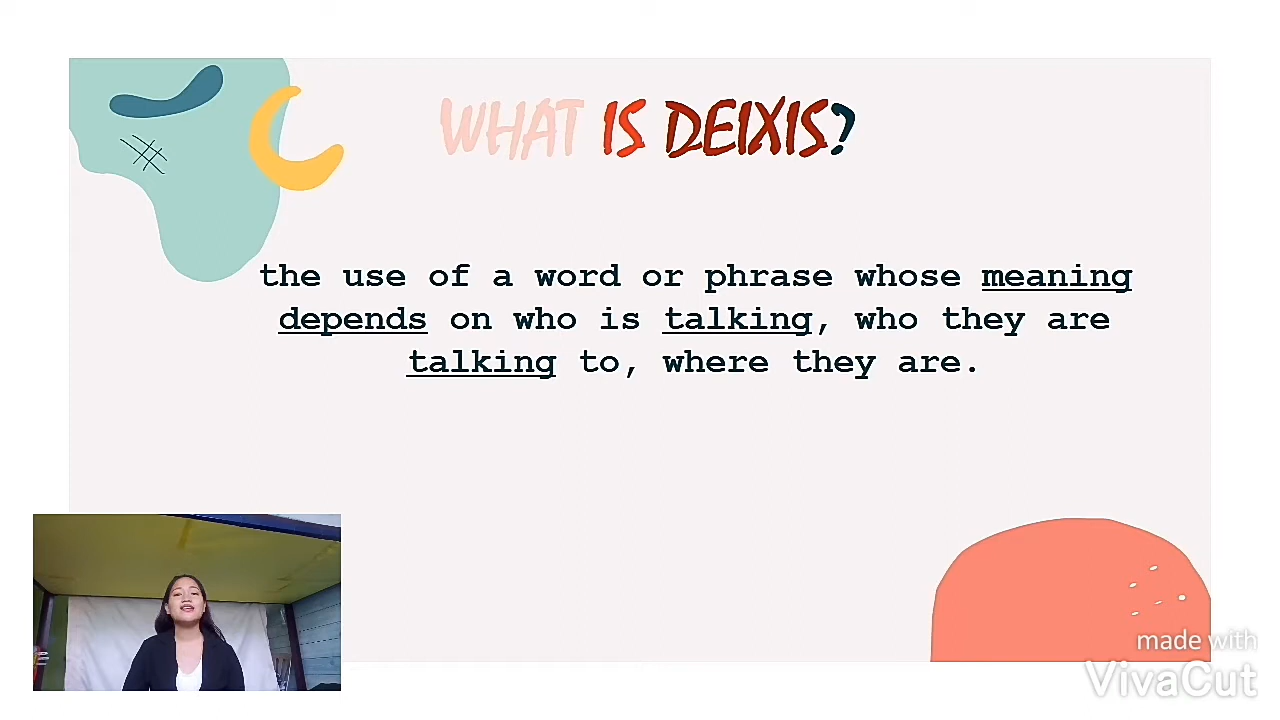 WHAT IS DEIXIS?
the use of a word or phrase whose meaning
depends on who is talking, who they are
talking to, where they are.
made with
VivaCut